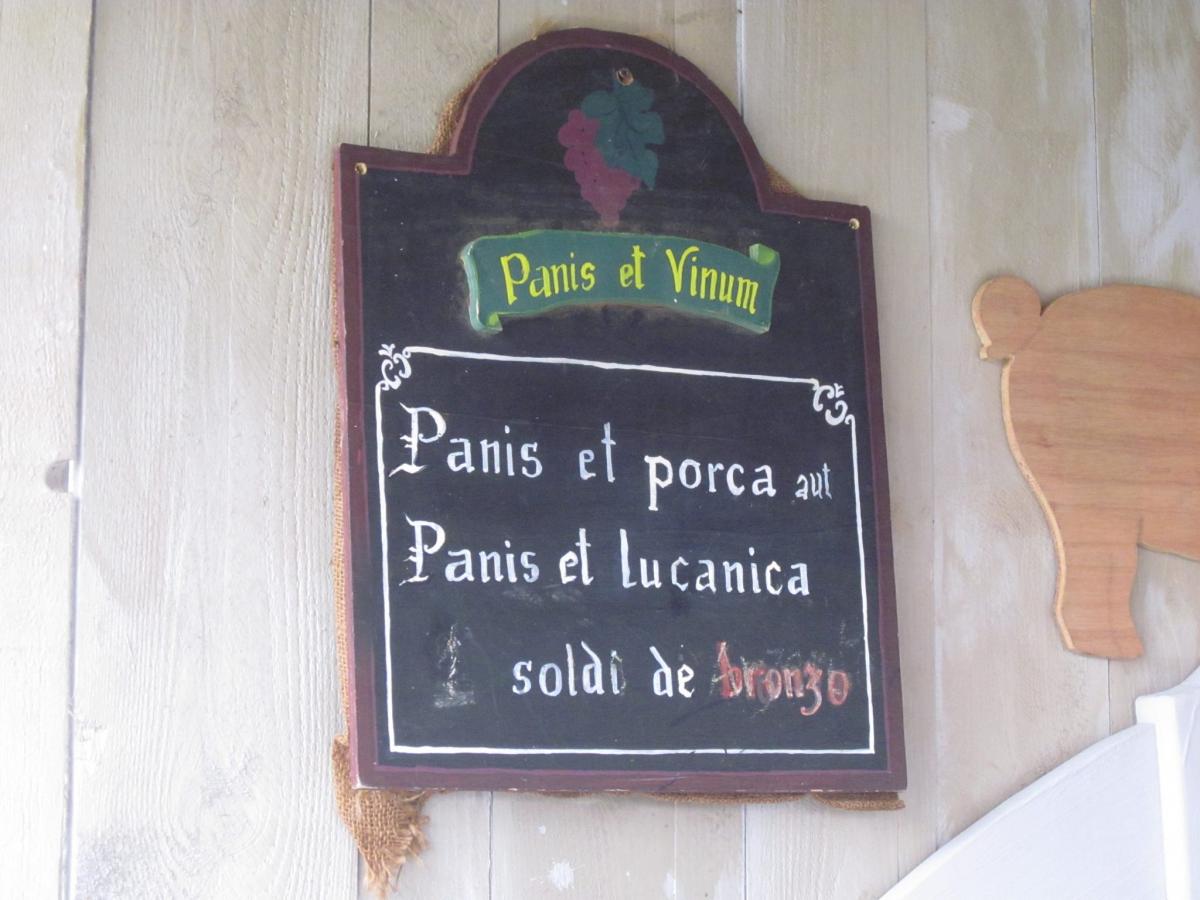 Panis et Vinum
Panis et porca aut
Panis et lucanica
soldi de bronzo